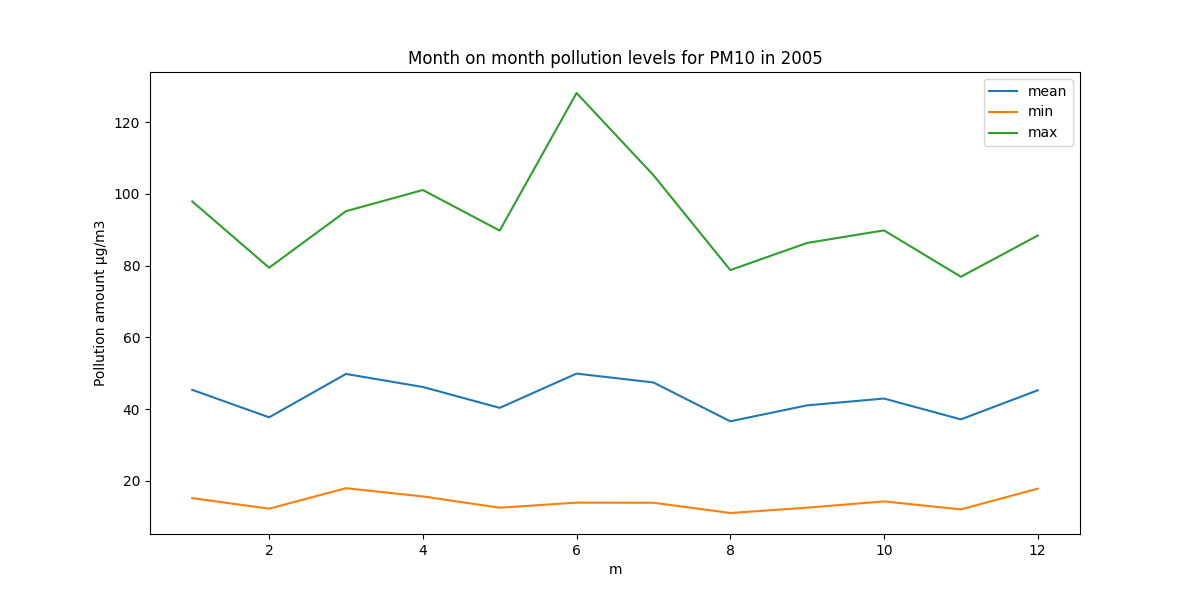 Month on month pollution levels for PM10 in 2005
mean
min
max
120
100
80
60
40
20
Pollution amount µg/m3
2 4 6 8 10 12
m